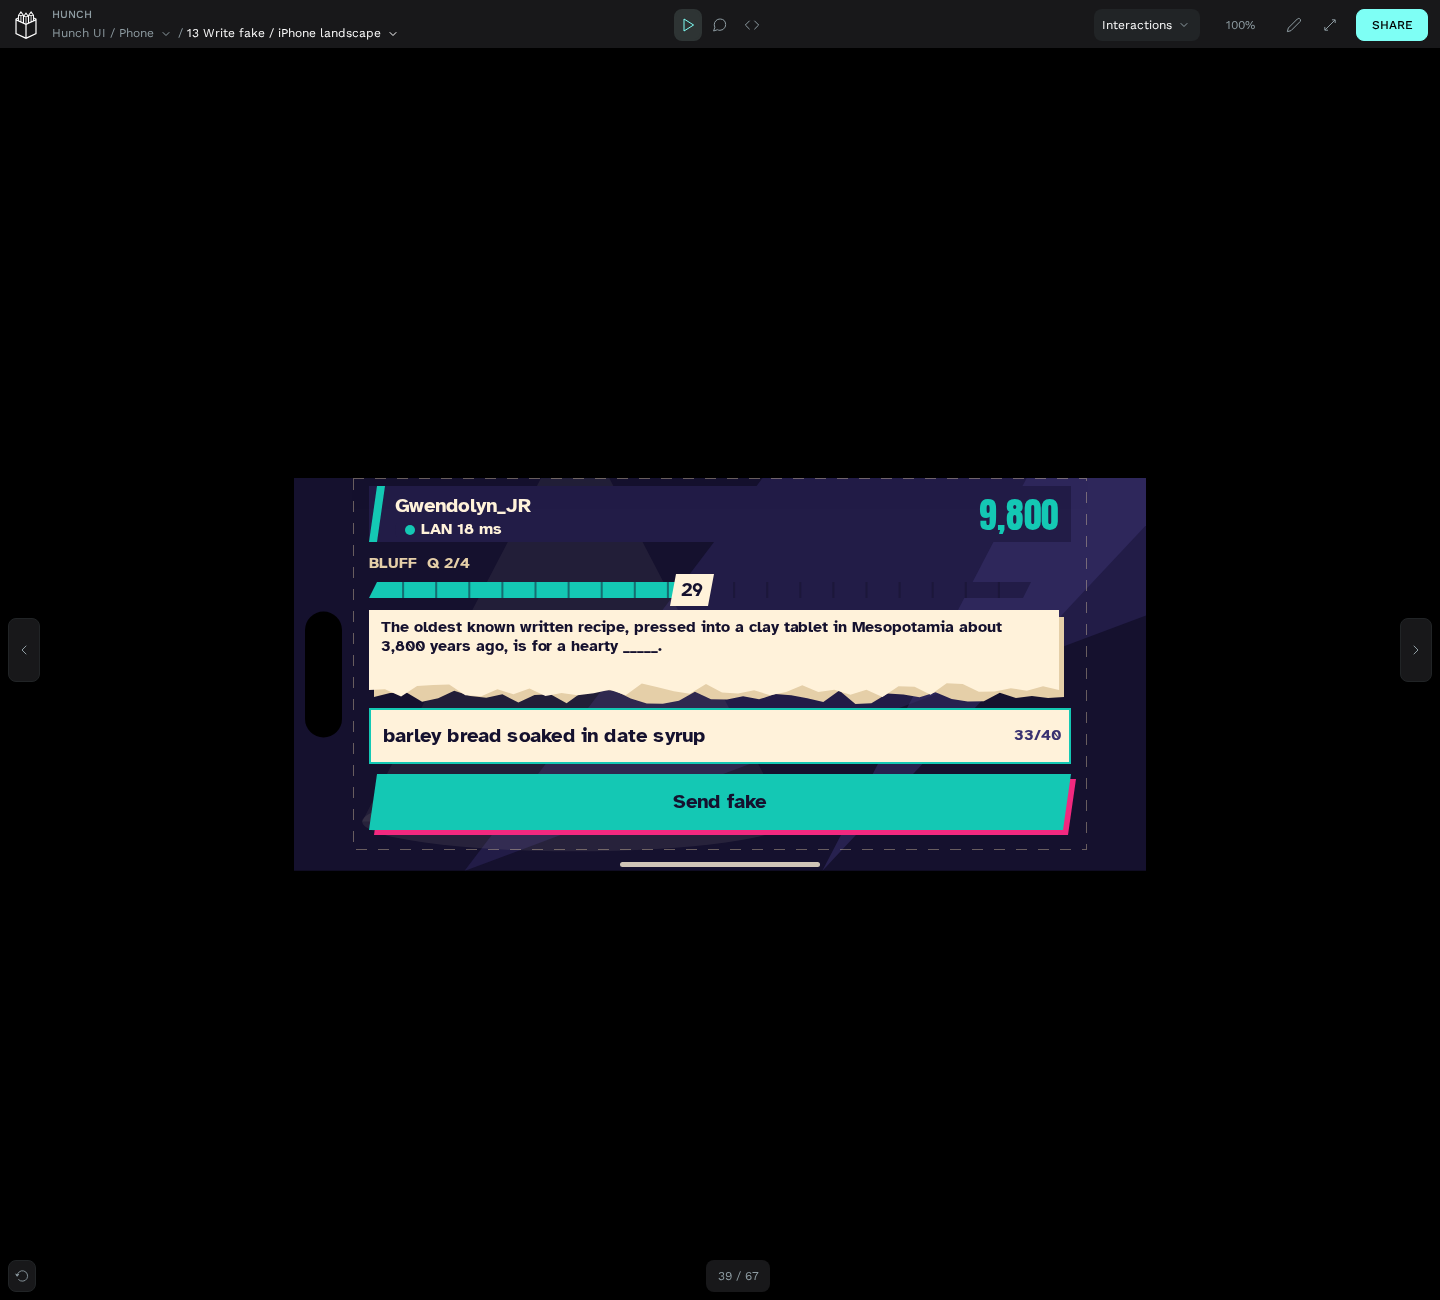 HUNCH
Hunch UI / Phone / 13 Write fake / iPhone landscape
Interactions
100%
SHARE
Gwendolyn_JR
LAN 18 ms
9,800
BLUFF Q 2/4
29
The oldest known written recipe, pressed into a clay tablet in Mesopotamia about
3,800 years ago, is for a hearty _____.
barley bread soaked in date syrup
33/40
Send fake
39 / 67